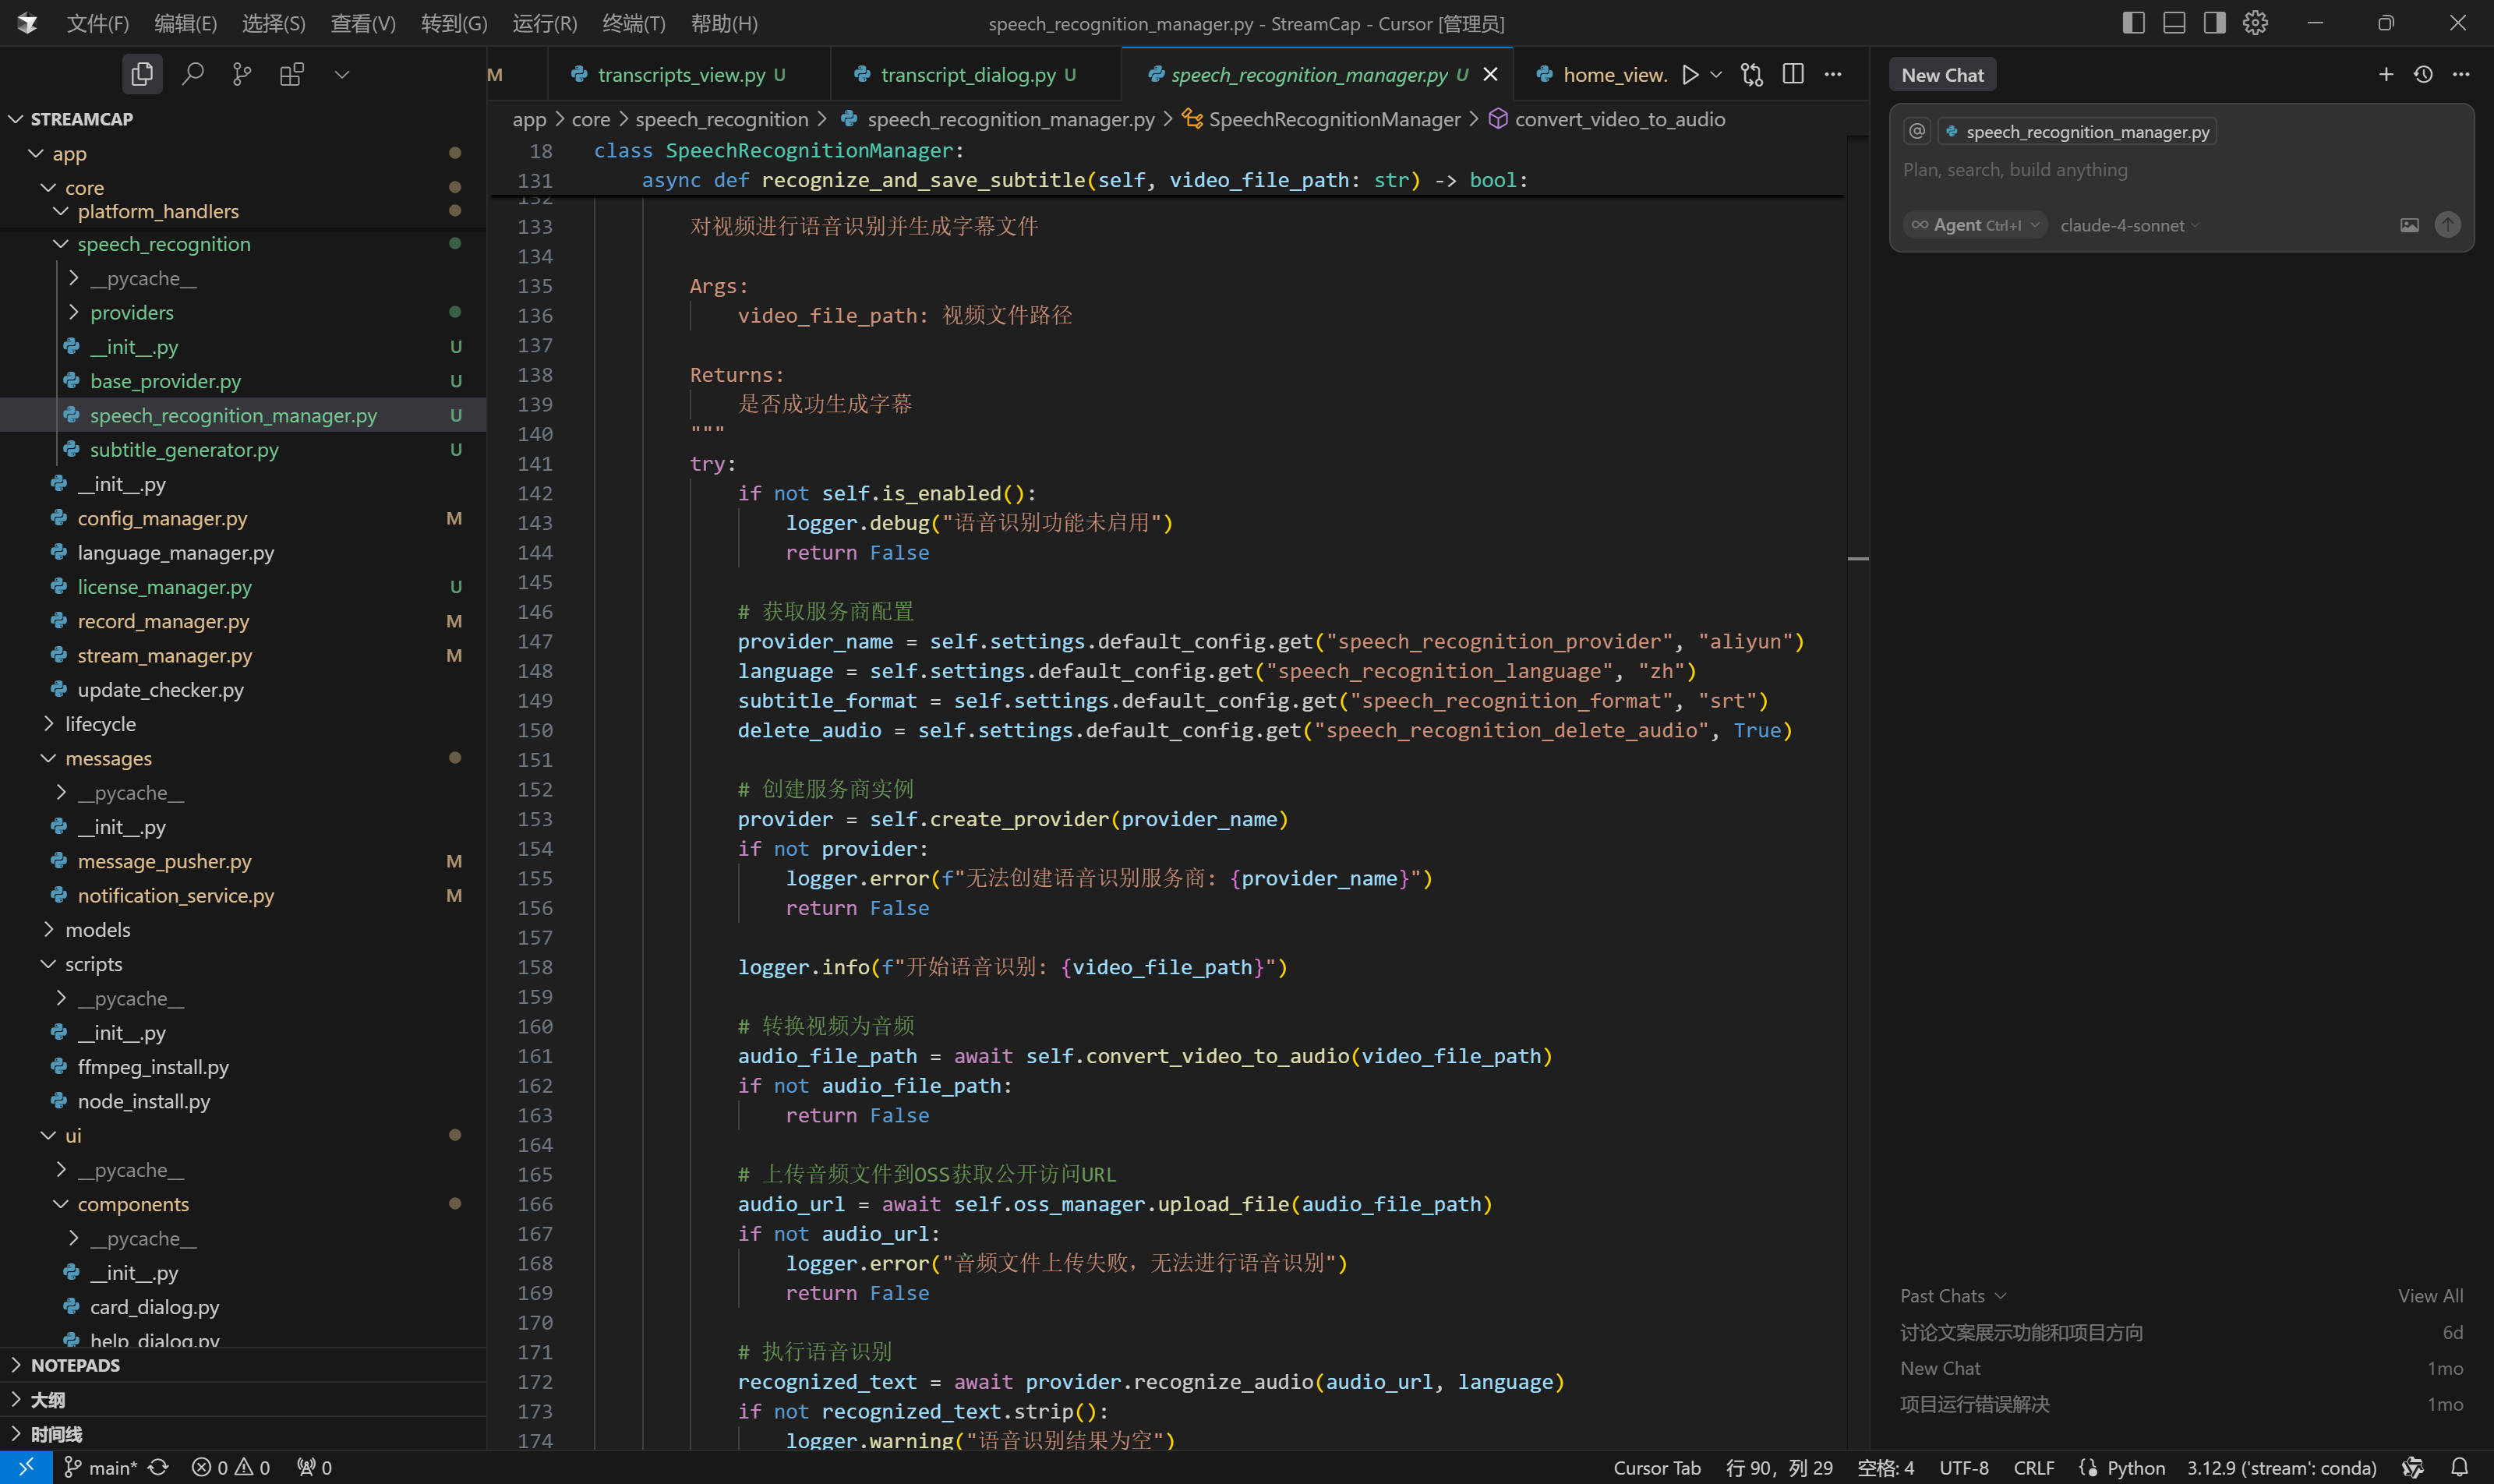 文件(F) 编辑(E) 选择(S) 查看(V) 转到(G) 运行(R) 终端(T) 帮助(H)
speech_recognition_manager.py - StreamCap - Cursor [管理员]
M
transcripts_view.py U
transcript_dialog.py U
speech_recognition_manager.py U
home_view.
STREAMCAP
app
core
platform_handlers
speech_recognition
__pycache__
providers
__init__.py U
base_provider.py U
speech_recognition_manager.py U
subtitle_generator.py U
__init__.py
config_manager.py M
language_manager.py
license_manager.py U
record_manager.py M
stream_manager.py M
update_checker.py
lifecycle
messages
__pycache__
__init__.py
message_pusher.py M
notification_service.py M
models
scripts
__pycache__
__init__.py
ffmpeg_install.py
node_install.py
ui
__pycache__
components
__pycache__
__init__.py
card_dialog.py
help_dialog.py
NOTEPADS
大纲
时间线
app > core > speech_recognition > speech_recognition_manager.py > SpeechRecognitionManager > convert_video_to_audio
18 class SpeechRecognitionManager:
131 async def recognize_and_save_subtitle(self, video_file_path: str) -> bool:
132
133 对视频进行语音识别并生成字幕文件
134
135 Args:
136 video_file_path: 视频文件路径
137
138 Returns:
139 是否成功生成字幕
140 """
141 try:
142 if not self.is_enabled():
143 logger.debug("语音识别功能未启用")
144 return False
145
146 # 获取服务商配置
147 provider_name = self.settings.default_config.get("speech_recognition_provider", "aliyun")
148 language = self.settings.default_config.get("speech_recognition_language", "zh")
149 subtitle_format = self.settings.default_config.get("speech_recognition_format", "srt")
150 delete_audio = self.settings.default_config.get("speech_recognition_delete_audio", True)
151
152 # 创建服务商实例
153 provider = self.create_provider(provider_name)
154 if not provider:
155 logger.error(f"无法创建语音识别服务商: {provider_name}")
156 return False
157
158 logger.info(f"开始语音识别: {video_file_path}")
159
160 # 转换视频为音频
161 audio_file_path = await self.convert_video_to_audio(video_file_path)
162 if not audio_file_path:
163 return False
164
165 # 上传音频文件到OSS获取公开访问URL
166 audio_url = await self.oss_manager.upload_file(audio_file_path)
167 if not audio_url:
168 logger.error("音频文件上传失败，无法进行语音识别")
169 return False
170
171 # 执行语音识别
172 recognized_text = await provider.recognize_audio(audio_url, language)
173 if not recognized_text.strip():
174 logger.warning("语音识别结果为空")
New Chat
@ speech_recognition_manager.py
Plan, search, build anything
∞ Agent Ctrl+I claude-4-sonnet
Past Chats View All
讨论文案展示功能和项目方向 6d
New Chat 1mo
项目运行错误解决 1mo
main* 0 0 0
Cursor Tab 行 90，列 29 空格: 4 UTF-8 CRLF Python 3.12.9 ('stream': conda)